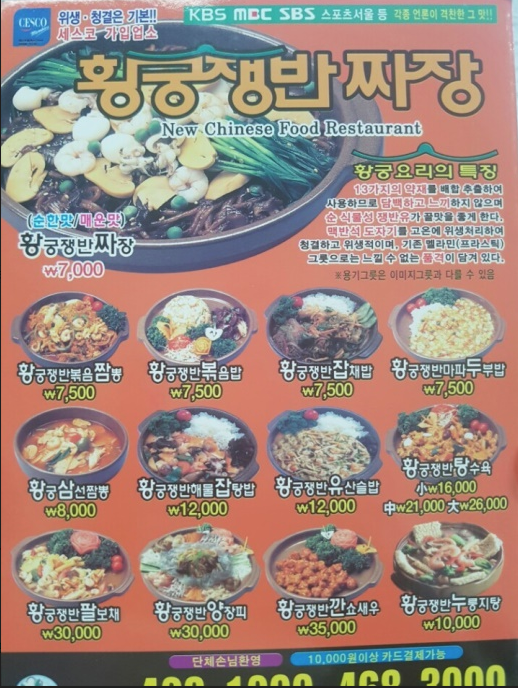 CESCO
위생·청결은 기본!!
세스코 가입업소
KBS MBC SBS 스포츠서울 등 각종 언론이 격찬한 그 맛!!
황궁쟁반짜장
New Chinese Food Restaurant
황궁요리의 특징
13가지의 약재를 배합 추출하여
사용하므로 담백하고 느끼하지 않으며
순 식물성 쟁반유가 끝맛을 좋게 한다.
맥반석 도자기를 고온에 위생처리하여
청결하고 위생적이며, 기존 멜라민(프라스틱)
그릇으로는 느낄 수 없는 품격이 담겨 있다.
※용기그릇은 이미지그릇과 다를 수 있음
(순한맛/매운맛)
황궁쟁반짜장
₩7,000
황궁쟁반볶음짬뽕
₩7,500
황궁쟁반볶음밥
₩7,500
황궁쟁반잡채밥
₩7,500
황궁쟁반마파두부밥
₩7,500
황궁삼선짬뽕
₩8,000
황궁쟁반해물잡탕밥
₩12,000
황궁쟁반유산슬밥
₩12,000
황궁쟁반탕수육
小₩16,000
中₩21,000 大₩26,000
황궁쟁반팔보채
₩30,000
황궁쟁반양장피
₩30,000
황궁쟁반깐쇼새우
₩35,000
황궁쟁반누룽지탕
₩10,000
단체손님환영
10,000원이상 카드결제가능
468-3000